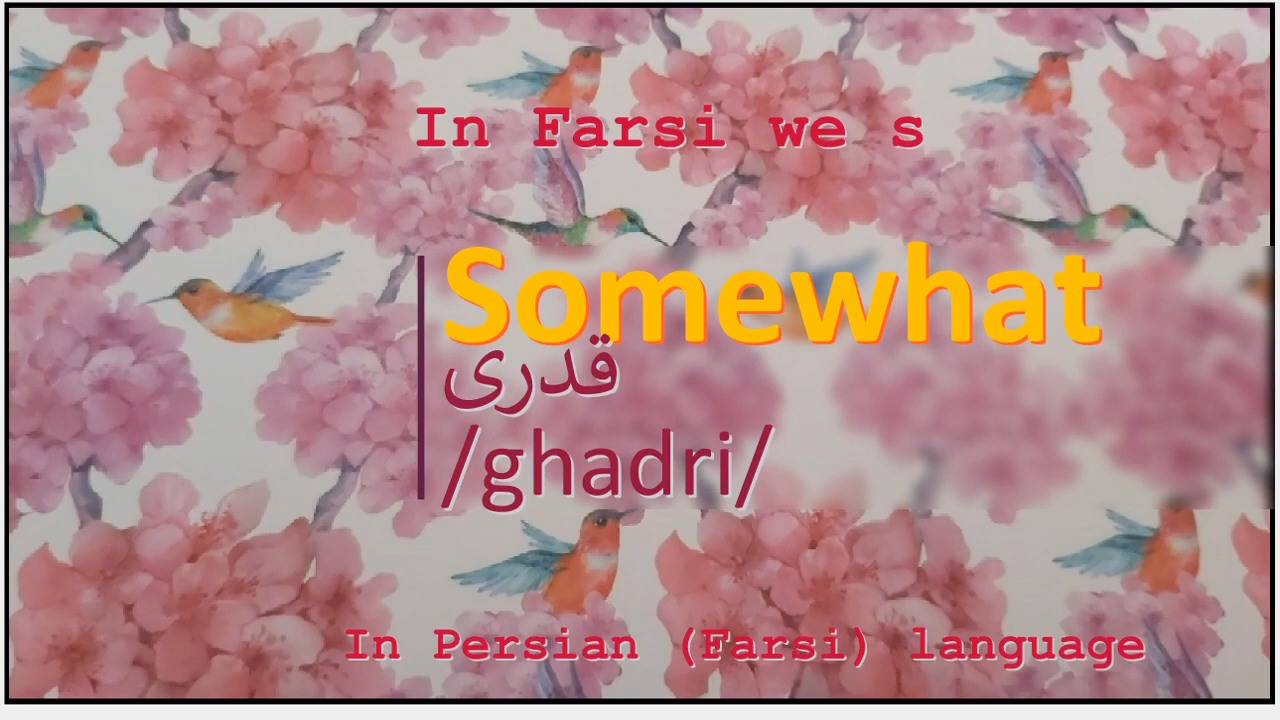 In Farsi we s
Somewhat
قدری
/ghadri/
In Persian (Farsi) language